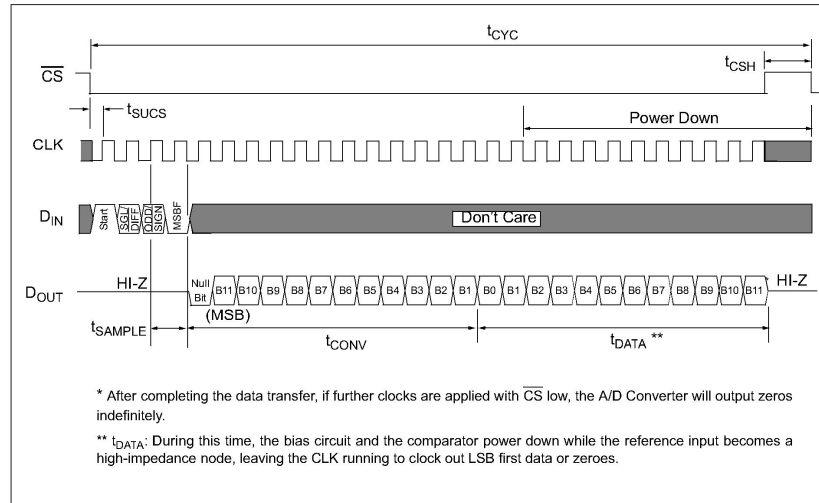 tCYC
tCSH
CS
tSUCS
Power Down
CLK
DIN
Start
SGL/
DIFF
ODD/
SIGN
MSBF
Don't Care
HI-Z
DOUT
Null
Bit
B11 B10 B9 B8 B7 B6 B5 B4 B3 B2 B1 B0 B1 B2 B3 B4 B5 B6 B7 B8 B9 B10 B11
HI-Z
(MSB)
tSAMPLE
tCONV
tDATA **
* After completing the data transfer, if further clocks are applied with CS low, the A/D Converter will output zeros
indefinitely.
** tDATA: During this time, the bias circuit and the comparator power down while the reference input becomes a
high-impedance node, leaving the CLK running to clock out LSB first data or zeroes.